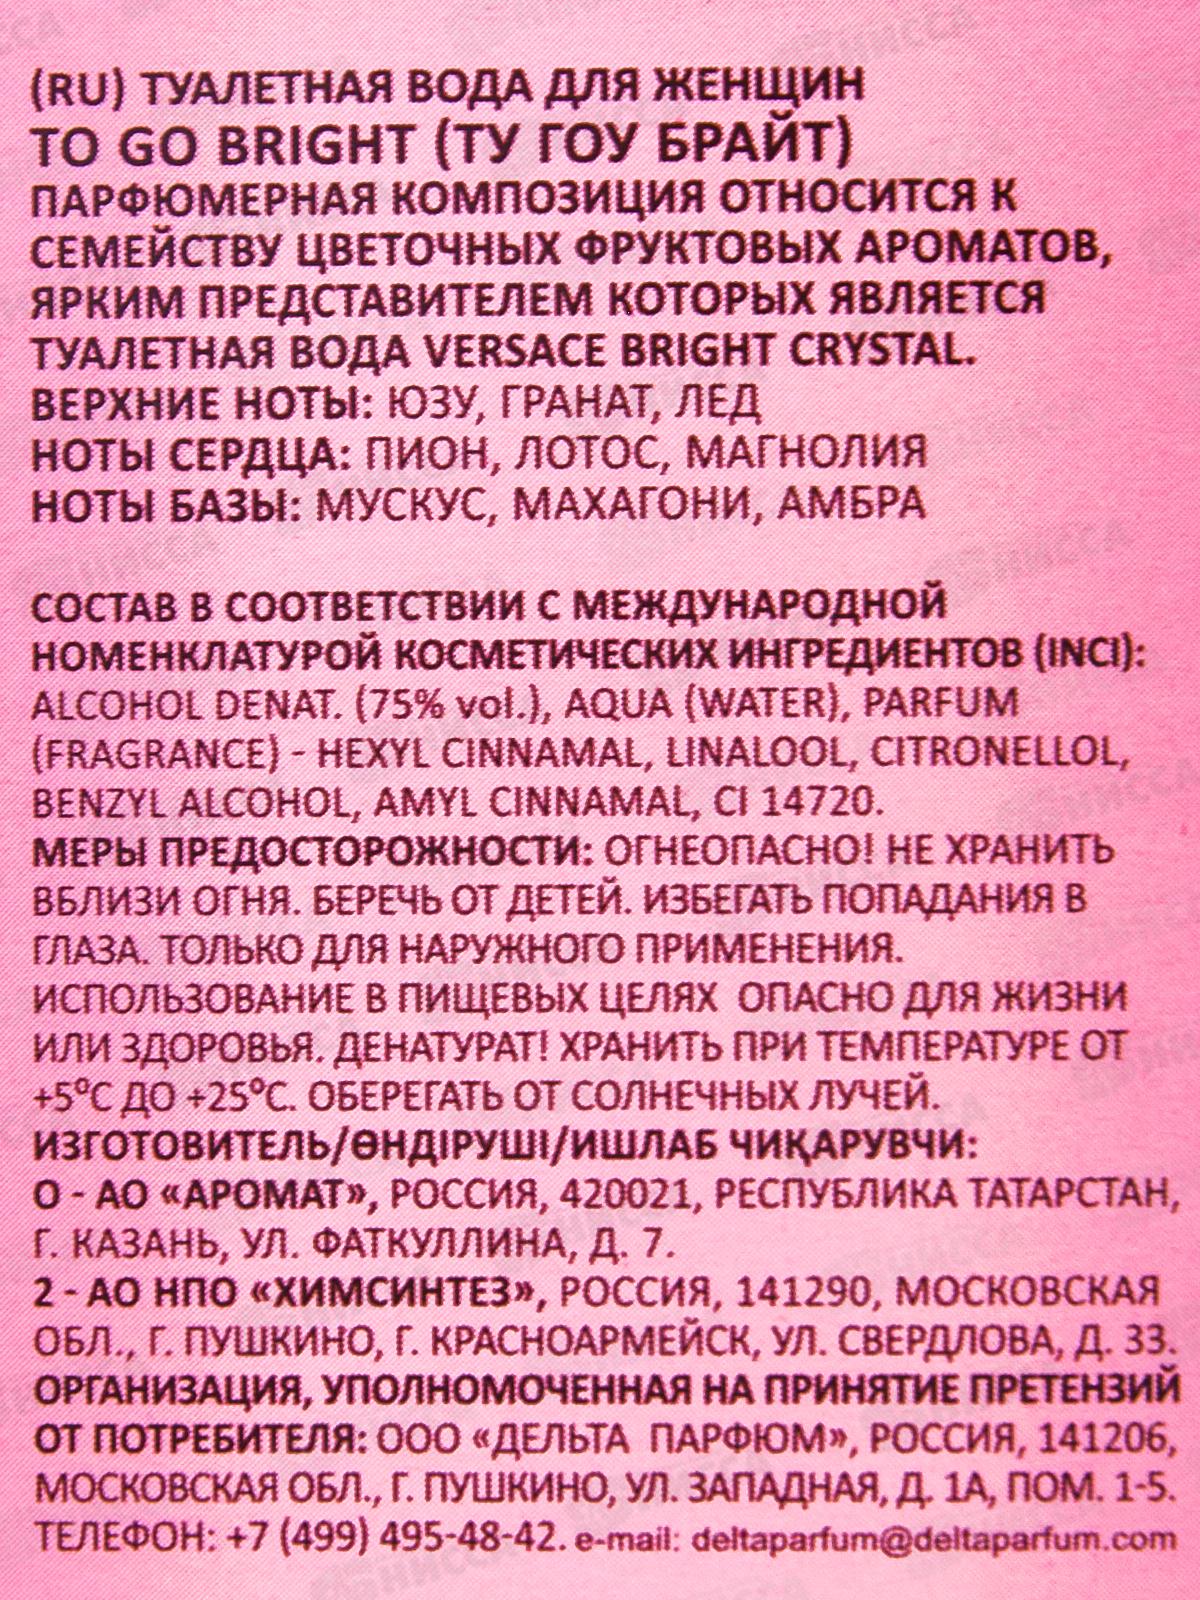 (RU) ТУАЛЕТНАЯ ВОДА ДЛЯ ЖЕНЩИН
TO GO BRIGHT (ТУ ГОУ БРАЙТ)
ПАРФЮМЕРНАЯ КОМПОЗИЦИЯ ОТНОСИТСЯ К
СЕМЕЙСТВУ ЦВЕТОЧНЫХ ФРУКТОВЫХ АРОМАТОВ,
ЯРКИМ ПРЕДСТАВИТЕЛЕМ КОТОРЫХ ЯВЛЯЕТСЯ
ТУАЛЕТНАЯ ВОДА VERSACE BRIGHT CRYSTAL.
ВЕРХНИЕ НОТЫ: ЮЗУ, ГРАНАТ, ЛЕД
НОТЫ СЕРДЦА: ПИОН, ЛОТОС, МАГНОЛИЯ
НОТЫ БАЗЫ: МУСКУС, МАХАГОНИ, АМБРА
СОСТАВ В СООТВЕТСТВИИ С МЕЖДУНАРОДНОЙ
НОМЕНКЛАТУРОЙ КОСМЕТИЧЕСКИХ ИНГРЕДИЕНТОВ (INCI):
ALCOHOL DENAT. (75% vol.), AQUA (WATER), PARFUM
(FRAGRANCE) - HEXYL CINNAMAL, LINALOOL, CITRONELLOL,
BENZYL ALCOHOL, AMYL CINNAMAL, CI 14720.
МЕРЫ ПРЕДОСТОРОЖНОСТИ: ОГНЕОПАСНО! НЕ ХРАНИТЬ
ВБЛИЗИ ОГНЯ. БЕРЕЧЬ ОТ ДЕТЕЙ. ИЗБЕГАТЬ ПОПАДАНИЯ В
ГЛАЗА. ТОЛЬКО ДЛЯ НАРУЖНОГО ПРИМЕНЕНИЯ.
ИСПОЛЬЗОВАНИЕ В ПИЩЕВЫХ ЦЕЛЯХ ОПАСНО ДЛЯ ЖИЗНИ
ИЛИ ЗДОРОВЬЯ. ДЕНАТУРАТ! ХРАНИТЬ ПРИ ТЕМПЕРАТУРЕ ОТ
+5°С ДО +25°С. ОБЕРЕГАТЬ ОТ СОЛНЕЧНЫХ ЛУЧЕЙ.
ИЗГОТОВИТЕЛЬ/ӨНДІРУШІ/ИШЛАБ ЧИҚАРУВЧИ:
О - АО «АРОМАТ», РОССИЯ, 420021, РЕСПУБЛИКА ТАТАРСТАН,
Г. КАЗАНЬ, УЛ. ФАТКУЛЛИНА, Д. 7.
2 - АО НПО «ХИМСИНТЕЗ», РОССИЯ, 141290, МОСКОВСКАЯ
ОБЛ., Г. ПУШКИНО, Г. КРАСНОАРМЕЙСК, УЛ. СВЕРДЛОВА, Д. 33.
ОРГАНИЗАЦИЯ, УПОЛНОМОЧЕННАЯ НА ПРИНЯТИЕ ПРЕТЕНЗИЙ
ОТ ПОТРЕБИТЕЛЯ: ООО «ДЕЛЬТА ПАРФЮМ», РОССИЯ, 141206,
МОСКОВСКАЯ ОБЛ., Г. ПУШКИНО, УЛ. ЗАПАДНАЯ, Д. 1А, ПОМ. 1-5.
ТЕЛЕФОН: +7 (499) 495-48-42. e-mail: deltaparfum@deltaparfum.com